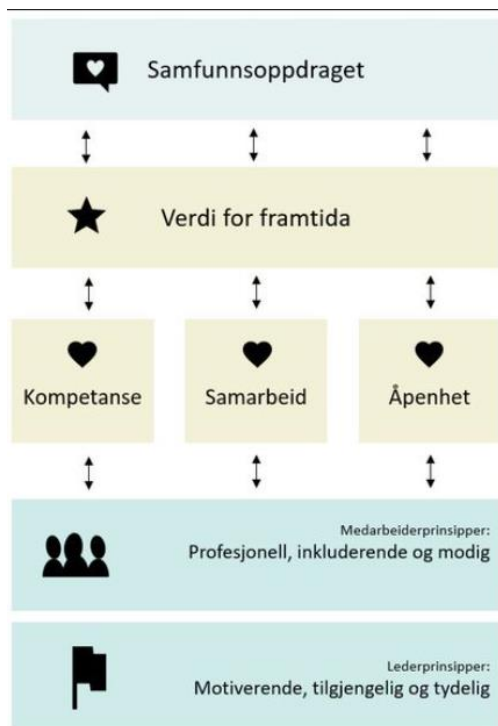 Samfunnsoppdraget
Verdi for framtida
Kompetanse
Samarbeid
Åpenhet
Medarbeiderprinsipper:
Profesjonell, inkluderende og modig
Lederprinsipper:
Motiverende, tilgjengelig og tydelig